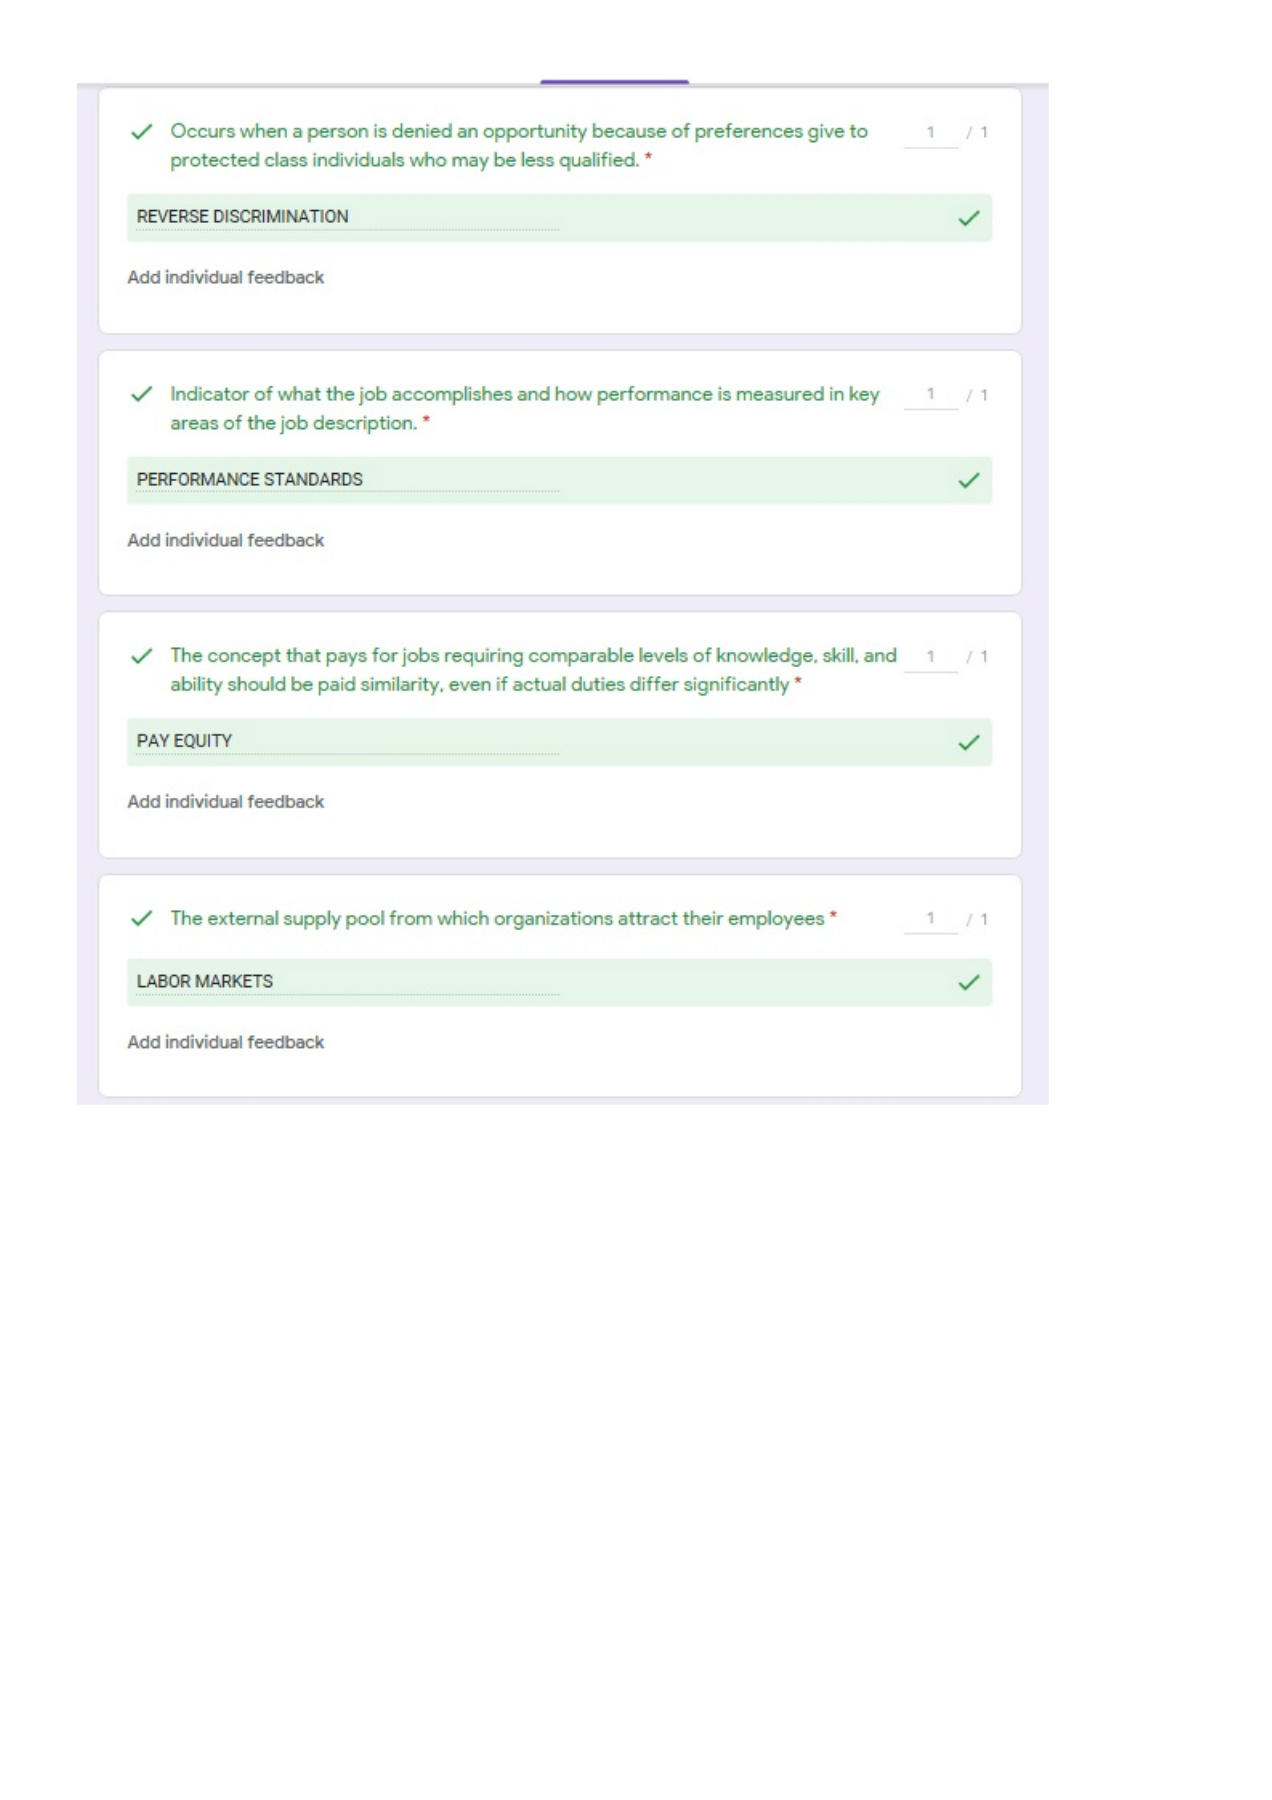 Occurs when a person is denied an opportunity because of preferences give to 1 / 1
protected class individuals who may be less qualified. *
REVERSE DISCRIMINATION
Add individual feedback
Indicator of what the job accomplishes and how performance is measured in key 1 / 1
areas of the job description. *
PERFORMANCE STANDARDS
Add individual feedback
The concept that pays for jobs requiring comparable levels of knowledge, skill, and 1 / 1
ability should be paid similarity, even if actual duties differ significantly *
PAY EQUITY
Add individual feedback
The external supply pool from which organizations attract their employees * 1 / 1
LABOR MARKETS
Add individual feedback